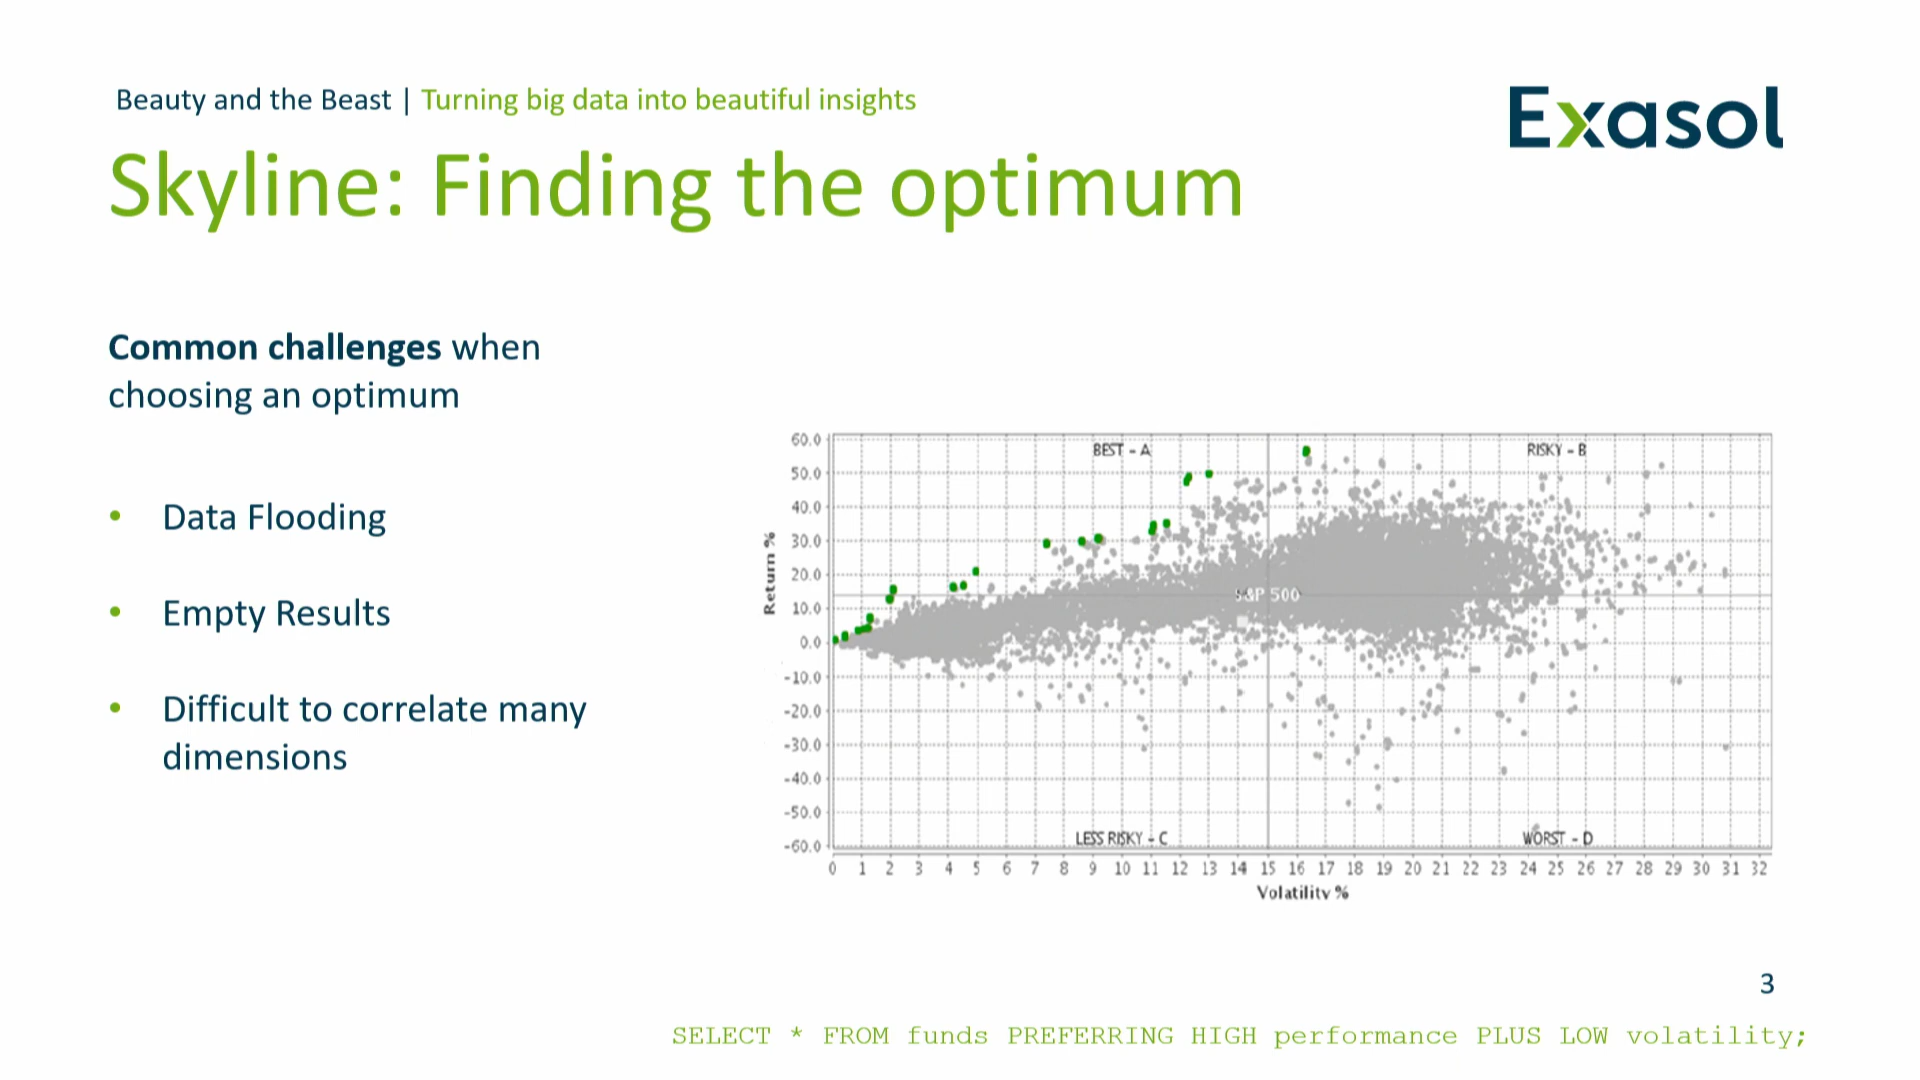 Beauty and the Beast | Turning big data into beautiful insights
Exasol
Skyline: Finding the optimum
Common challenges when
choosing an optimum
• Data Flooding
• Empty Results
• Difficult to correlate many
dimensions
60.0
50.0
40.0
30.0
20.0
10.0
0.0
-10.0
-20.0
-30.0
-40.0
-50.0
-60.0
Return %
BEST - A
RISKY - B
S&P 500
LESS RISKY - C
WORST - D
0 1 2 3 4 5 6 7 8 9 10 11 12 13 14 15 16 17 18 19 20 21 22 23 24 25 26 27 28 29 30 31 32
Volatility %
3
SELECT * FROM funds PREFERRING HIGH performance PLUS LOW volatility;